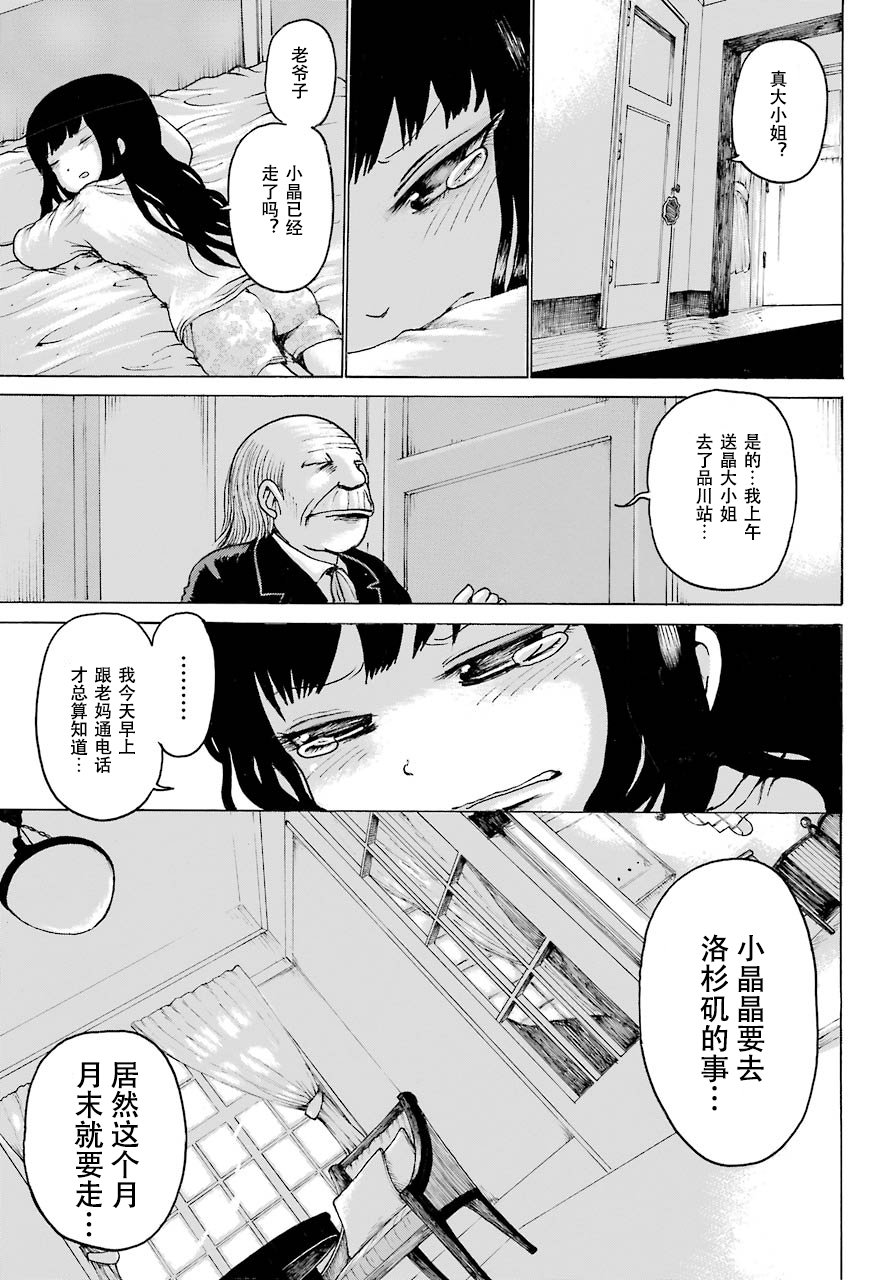 真大小姐？
老爷子
小晶已经
走了吗？
是的…我上午
送晶大小姐
去了品川站…
………
我今天早上
跟老妈通电话
才总算知道…
小晶晶要去
洛杉矶的事…
居然这个月
月末就要走…